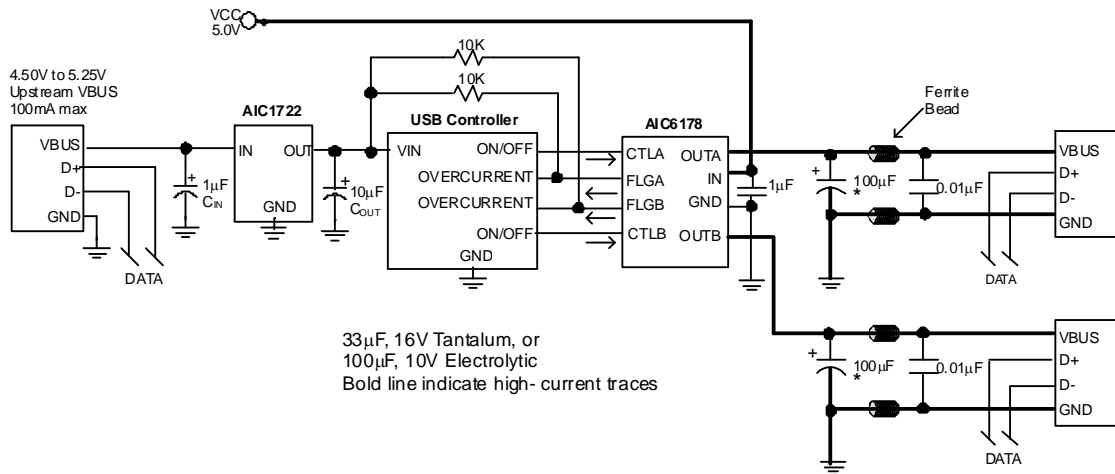 VCC
5.0V
10K
10K
4.50V to 5.25V
Upstream VBUS
100mA max
VBUS
D+
D-
GND
DATA
+
1µF
CIN
AIC1722
IN
OUT
GND
+
10µF
COUT
USB Controller
VIN
ON/OFF
OVERCURRENT
OVERCURRENT
ON/OFF
GND
AIC6178
CTLA
FLGA
FLGB
CTLB
OUTA
IN
GND
OUTB
1µF
Ferrite
Bead
+
100µF
*
0.01µF
VBUS
D+
D-
GND
DATA
+
100µF
*
0.01µF
VBUS
D+
D-
GND
DATA
33µF, 16V Tantalum, or
100µF, 10V Electrolytic
Bold line indicate high- current traces